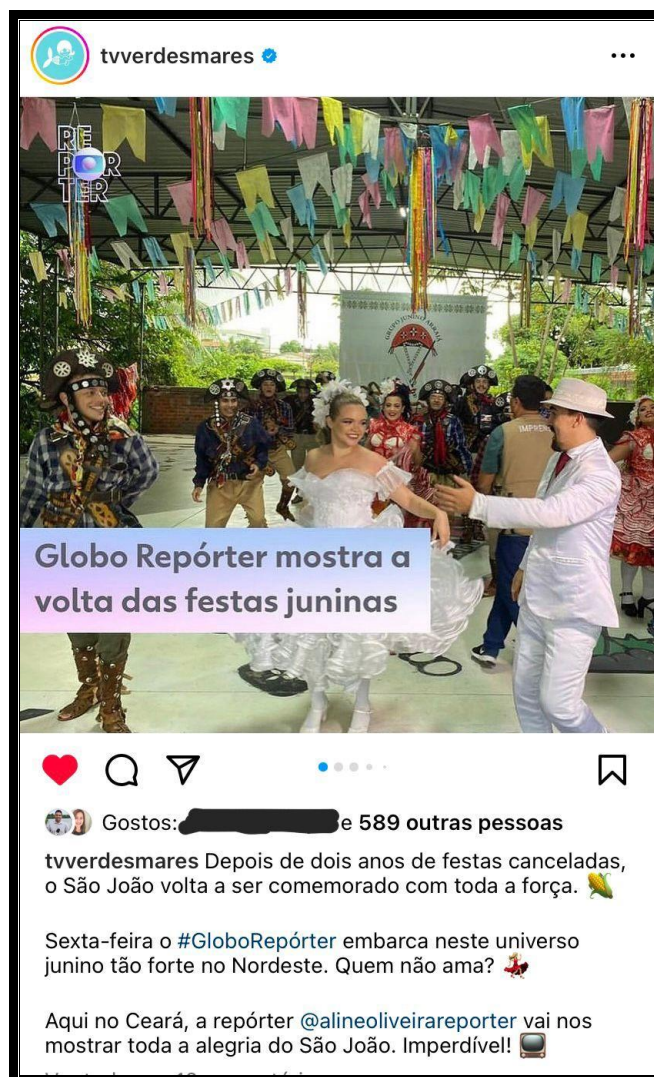 tvverdesmares
RE
PÓR
TER
GRUPO JUNINO ARRAIÁ
Globo Repórter mostra a
volta das festas juninas
Gostos: e 589 outras pessoas
tvverdesmares Depois de dois anos de festas canceladas,
o São João volta a ser comemorado com toda a força. 🌽
Sexta-feira o #GloboRepórter embarca neste universo
junino tão forte no Nordeste. Quem não ama? 💃
Aqui no Ceará, a repórter @alineoliveirareporter vai nos
mostrar toda a alegria do São João. Imperdível! 📺